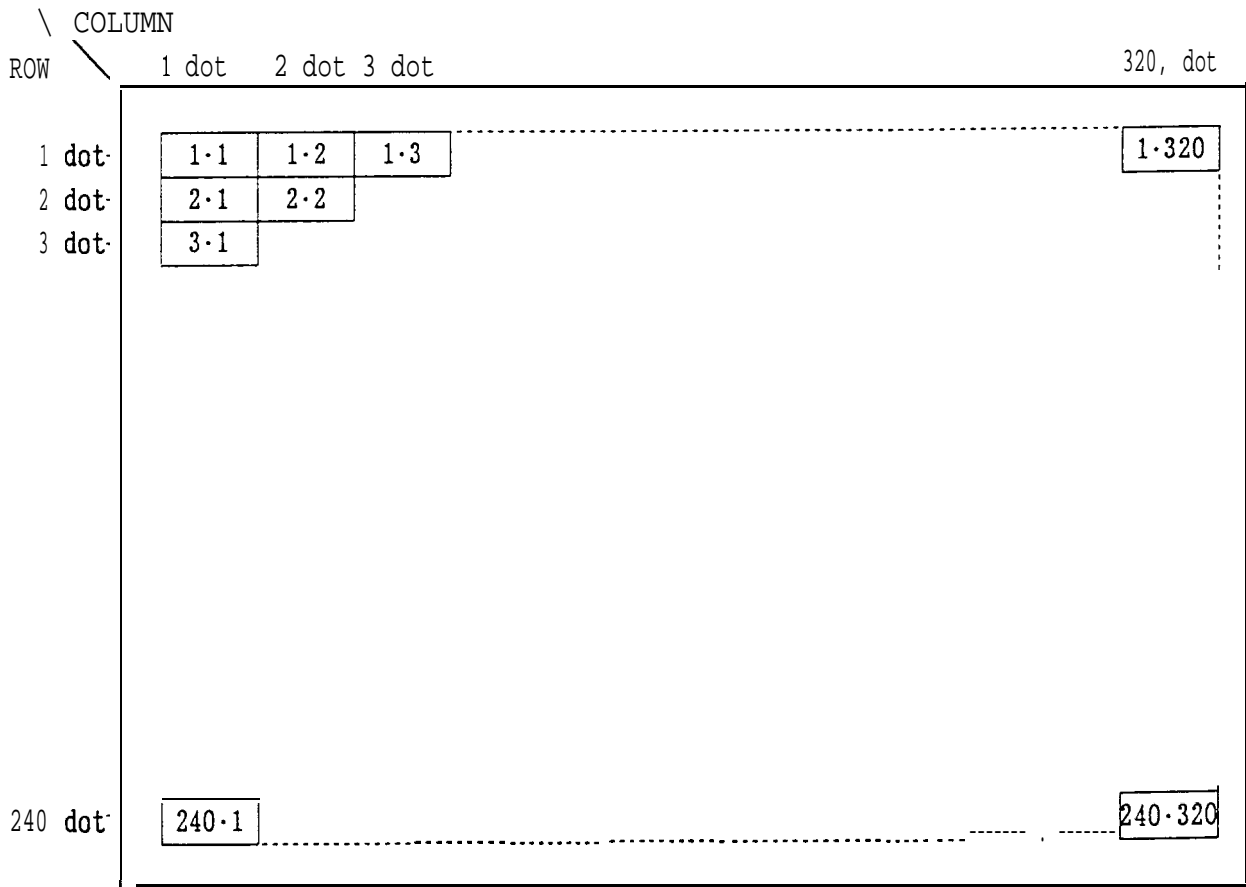 \ COLUMN
ROW 1 dot 2 dot 3 dot 320, dot
1 dot 1·1 1·2 1·3 1·320
2 dot 2·1 2·2
3 dot 3·1
240 dot 240·1 240·320